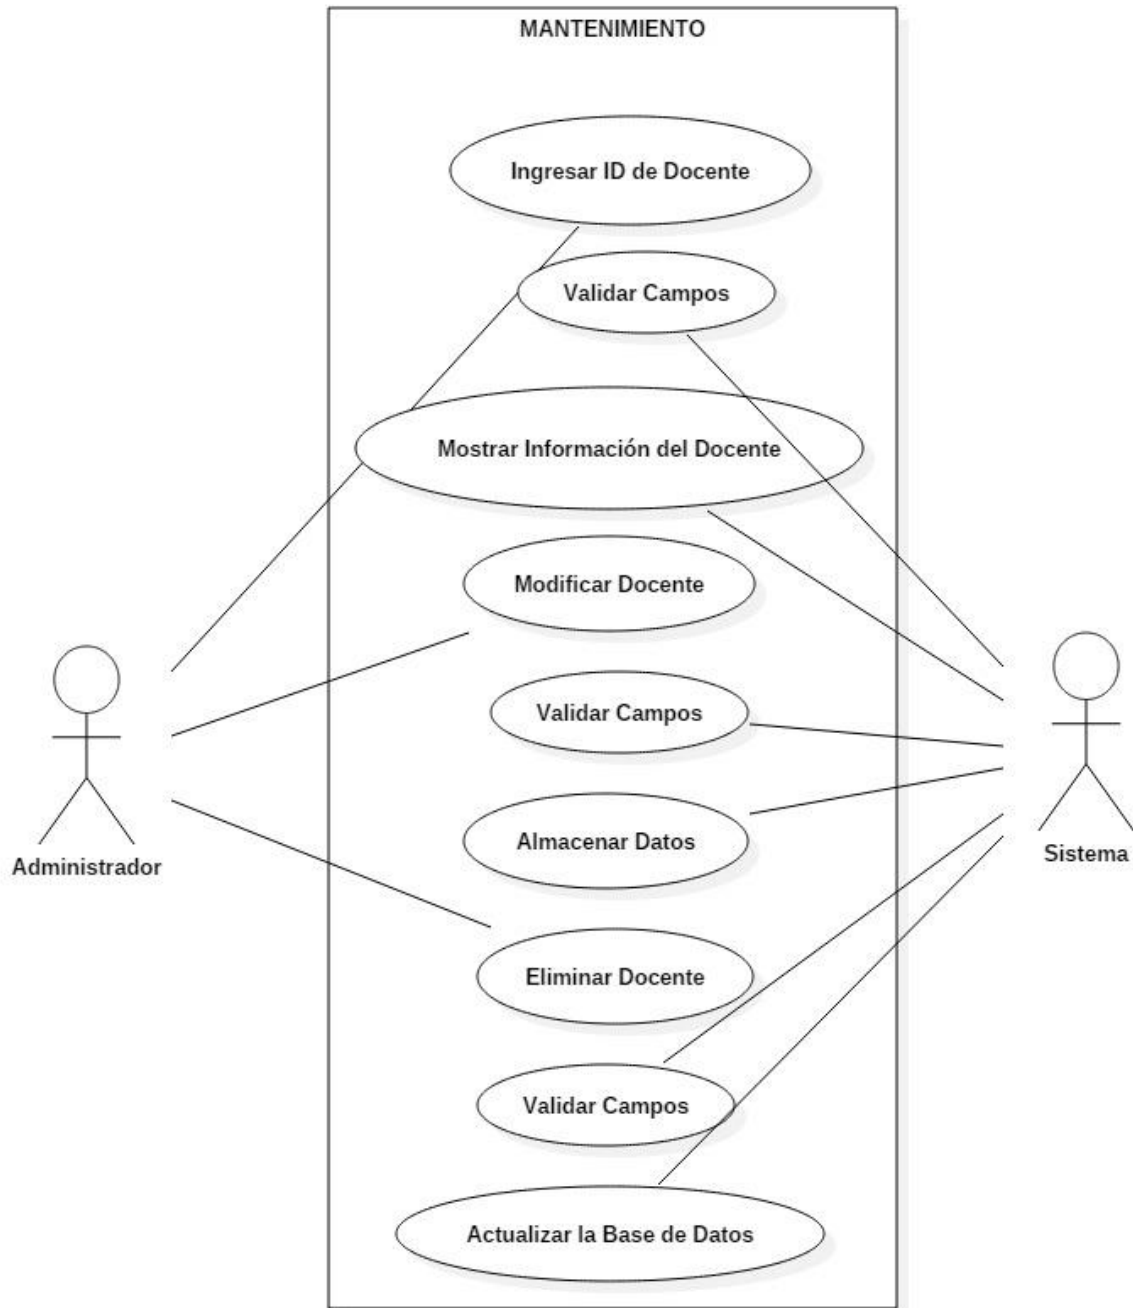 MANTENIMIENTO
Ingresar ID de Docente
Validar Campos
Mostrar Información del Docente
Modificar Docente
Validar Campos
Almacenar Datos
Administrador
Sistema
Eliminar Docente
Validar Campos
Actualizar la Base de Datos